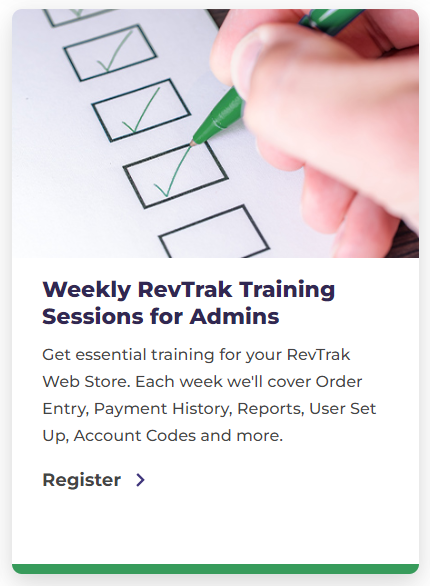 Weekly RevTrak Training
Sessions for Admins
Get essential training for your RevTrak
Web Store. Each week we'll cover Order
Entry, Payment History, Reports, User Set
Up, Account Codes and more.
Register